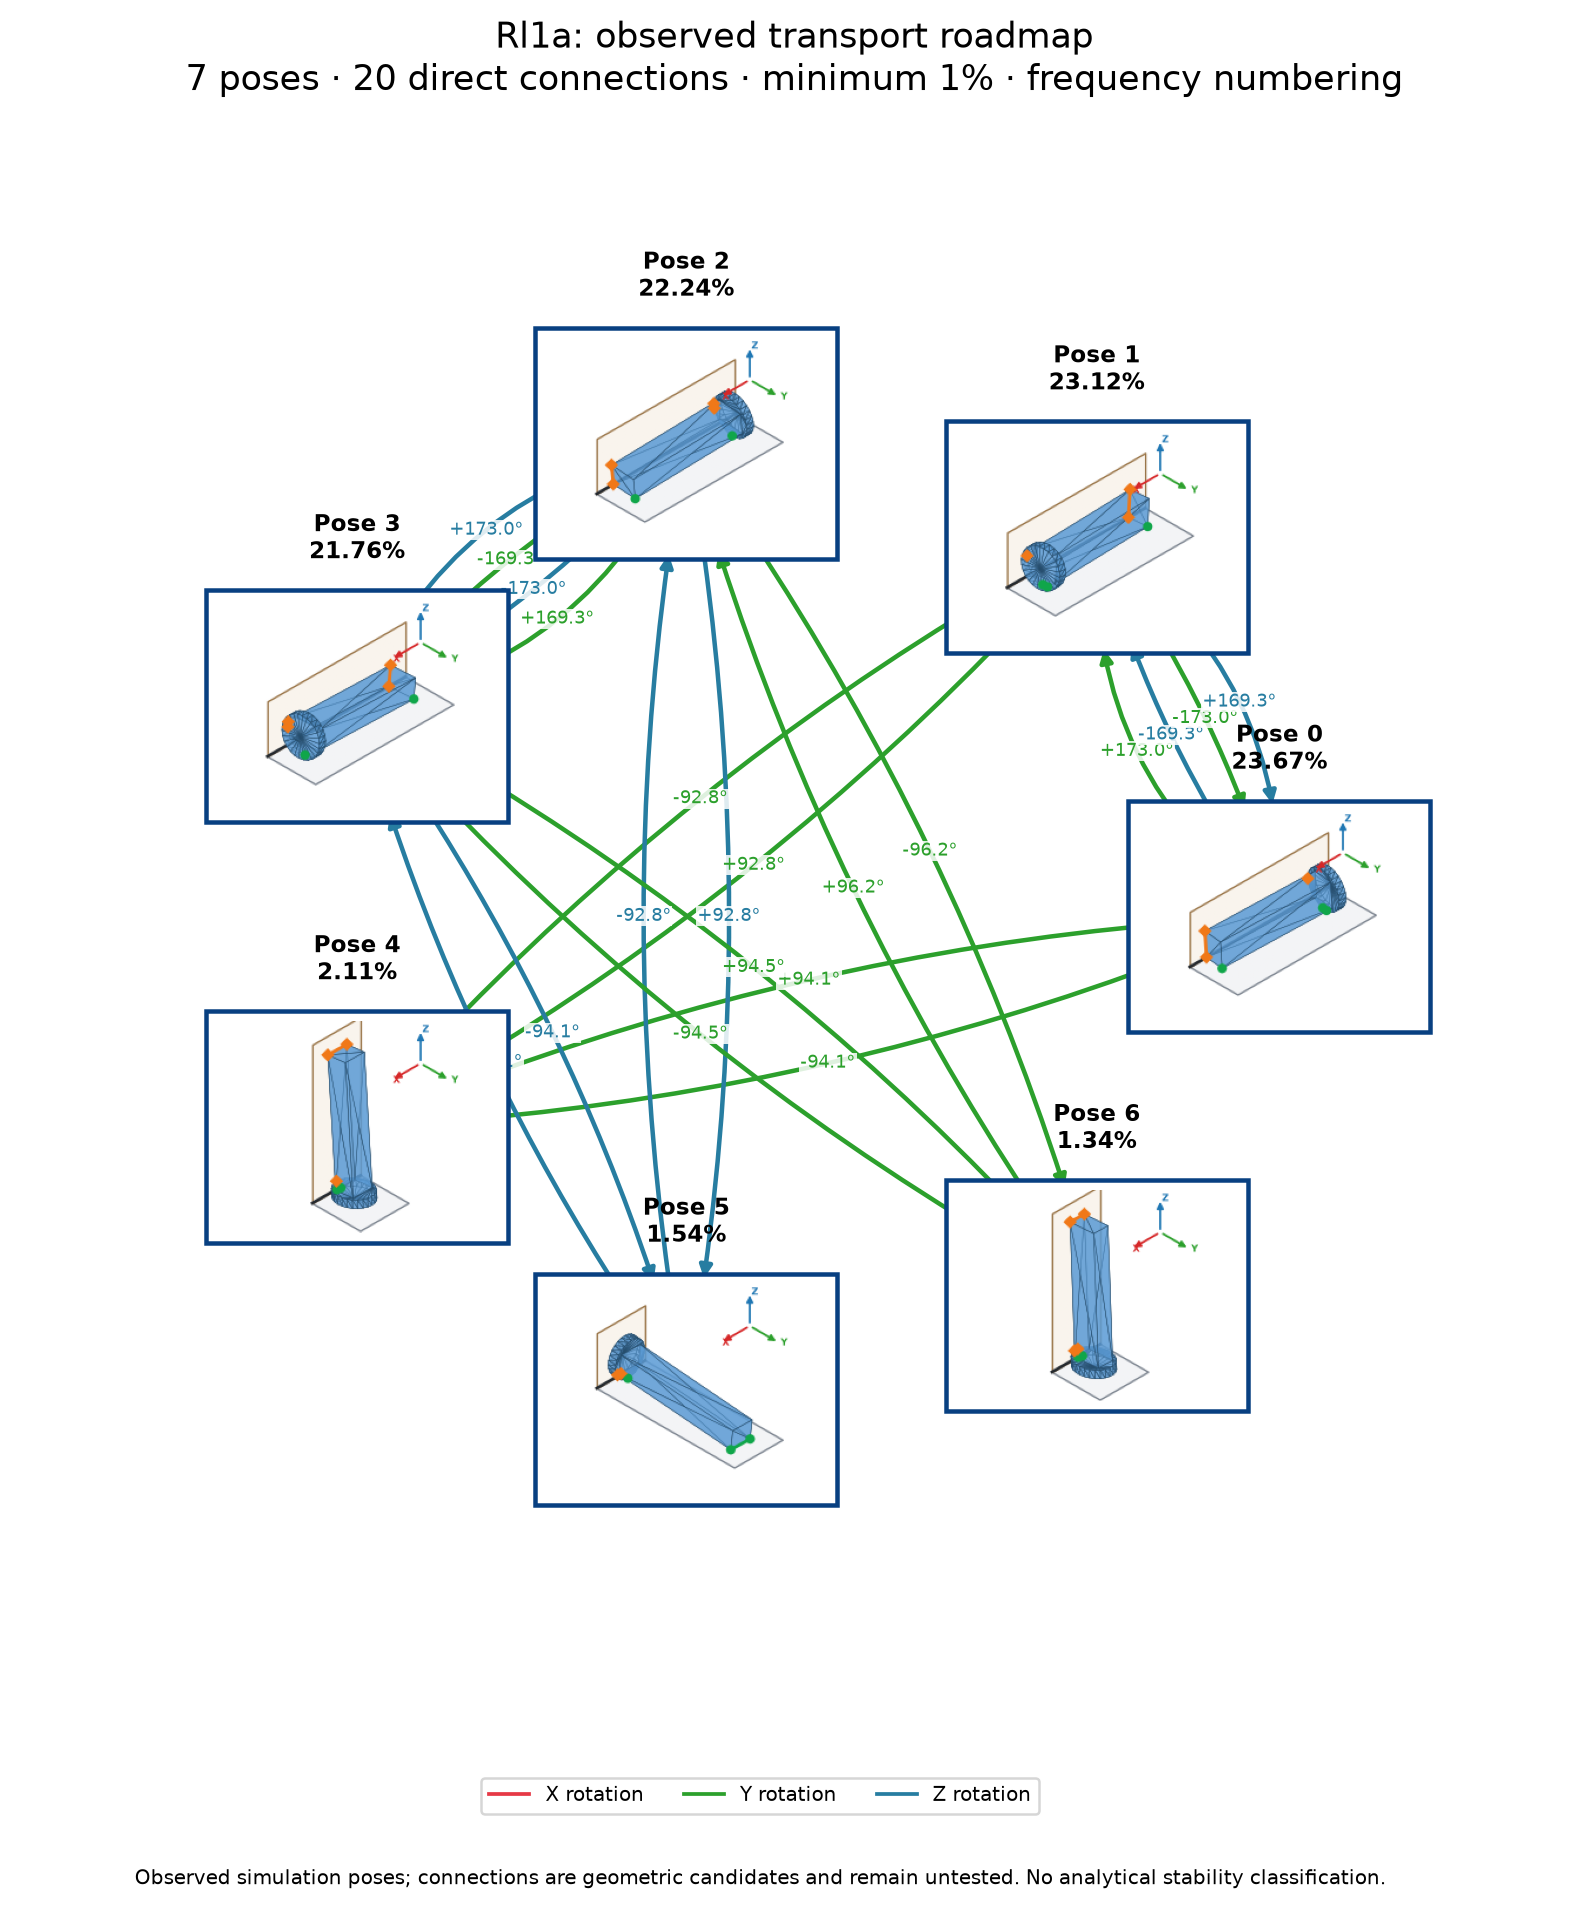 Rl1a: observed transport roadmap
7 poses · 20 direct connections · minimum 1% · frequency numbering
Pose 2
22.24%
Pose 1
23.12%
Pose 3
21.76%
+173.0°
-169.3
173.0°
+169.3°
+169.3°
-173.0°
-169.3°
+173.0°
Pose 0
23.67%
-92.8°
+92.8°
-96.2°
+96.2°
-92.8°
+92.8°
Pose 4
2.11%
+94.5°
+94.1°
-94.1°
-94.5°
°
-94.1°
Pose 6
1.34%
Pose 5
1.54%
X rotation
Y rotation
Z rotation
Observed simulation poses; connections are geometric candidates and remain untested. No analytical stability classification.